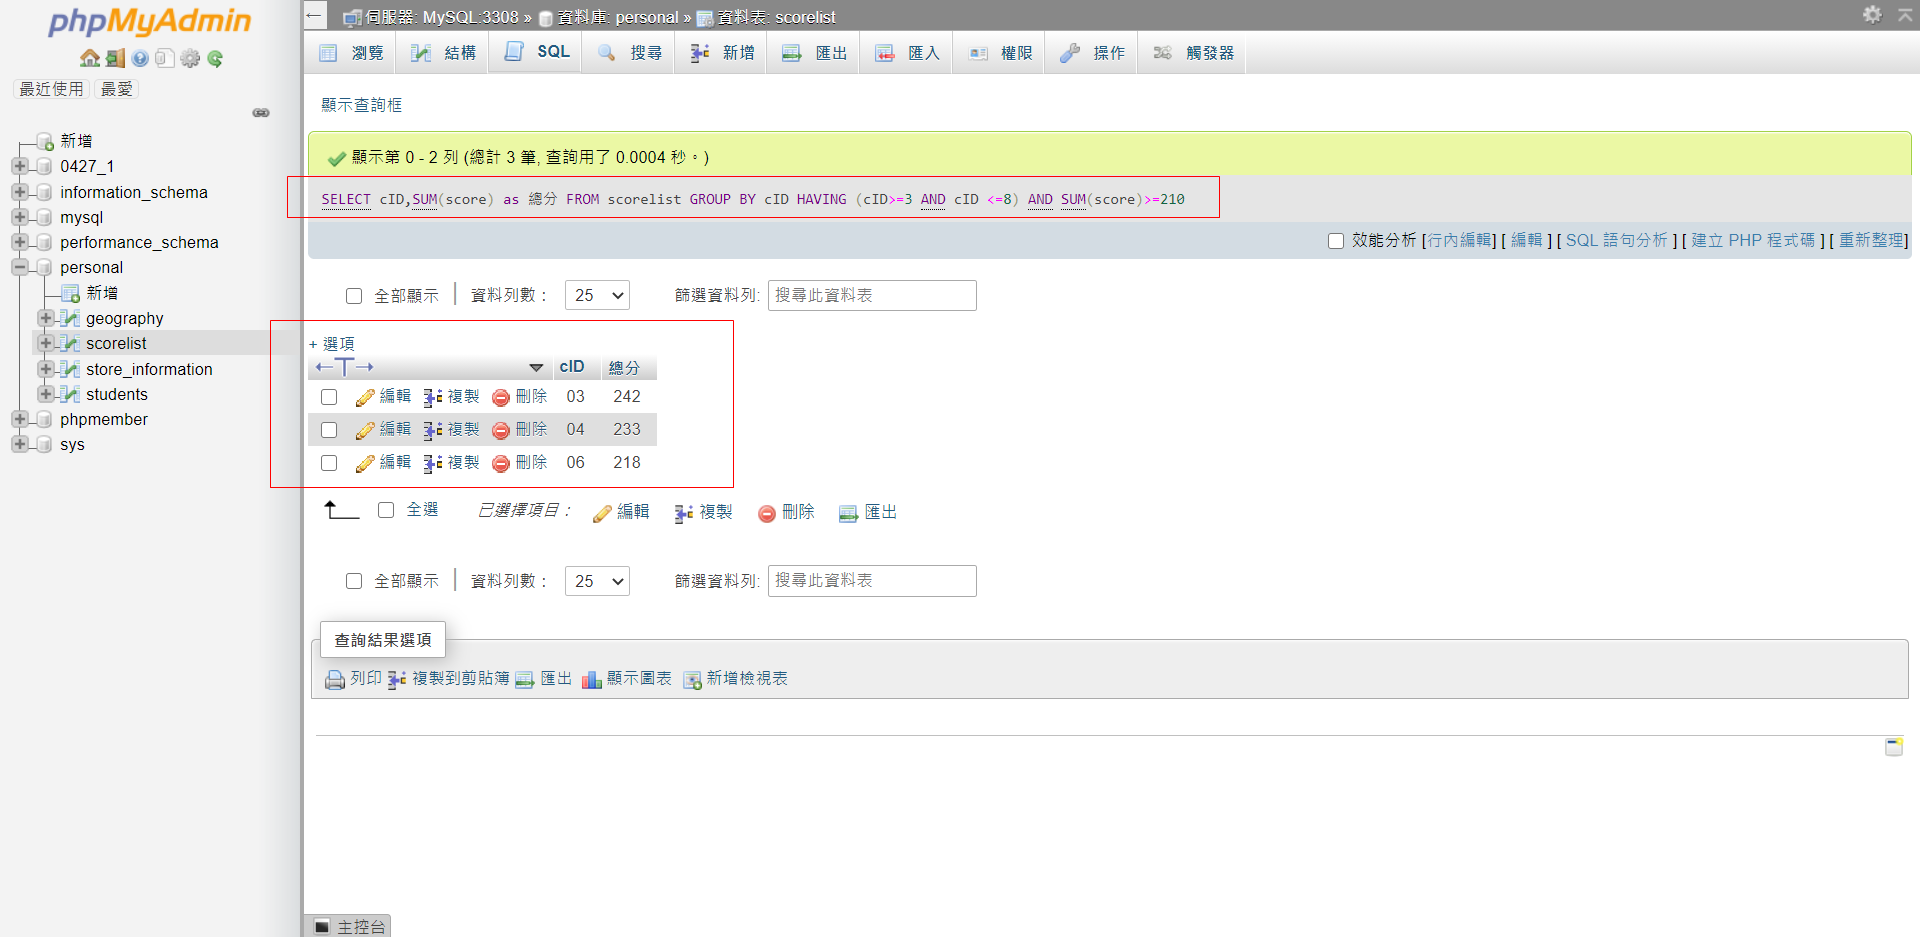 phpMyAdmin
最近使用 最愛
新增
0427_1
information_schema
mysql
performance_schema
personal
新增
geography
scorelist
store_information
students
phpmember
sys
伺服器: MySQL:3308 » 資料庫: personal » 資料表: scorelist
瀏覽 結構 SQL 搜尋 新增 匯出 匯入 權限 操作 觸發器
顯示查詢框
顯示第 0 - 2 列 (總計 3 筆, 查詢用了 0.0004 秒。)
SELECT cID,SUM(score) as 總分 FROM scorelist GROUP BY cID HAVING (cID>=3 AND cID <=8) AND SUM(score)>=210
效能分析 [行內編輯] [ 編輯 ] [ SQL 語句分析 ] [ 建立 PHP 程式碼 ] [ 重新整理]
全部顯示 資料列數： 25 篩選資料列: 搜尋此資料表
+ 選項
←T→ cID 總分
編輯 複製 刪除 03 242
編輯 複製 刪除 04 233
編輯 複製 刪除 06 218
全選 已選擇項目： 編輯 複製 刪除 匯出
全部顯示 資料列數： 25 篩選資料列: 搜尋此資料表
查詢結果選項
列印 複製到剪貼簿 匯出 顯示圖表 新增檢視表
主控台